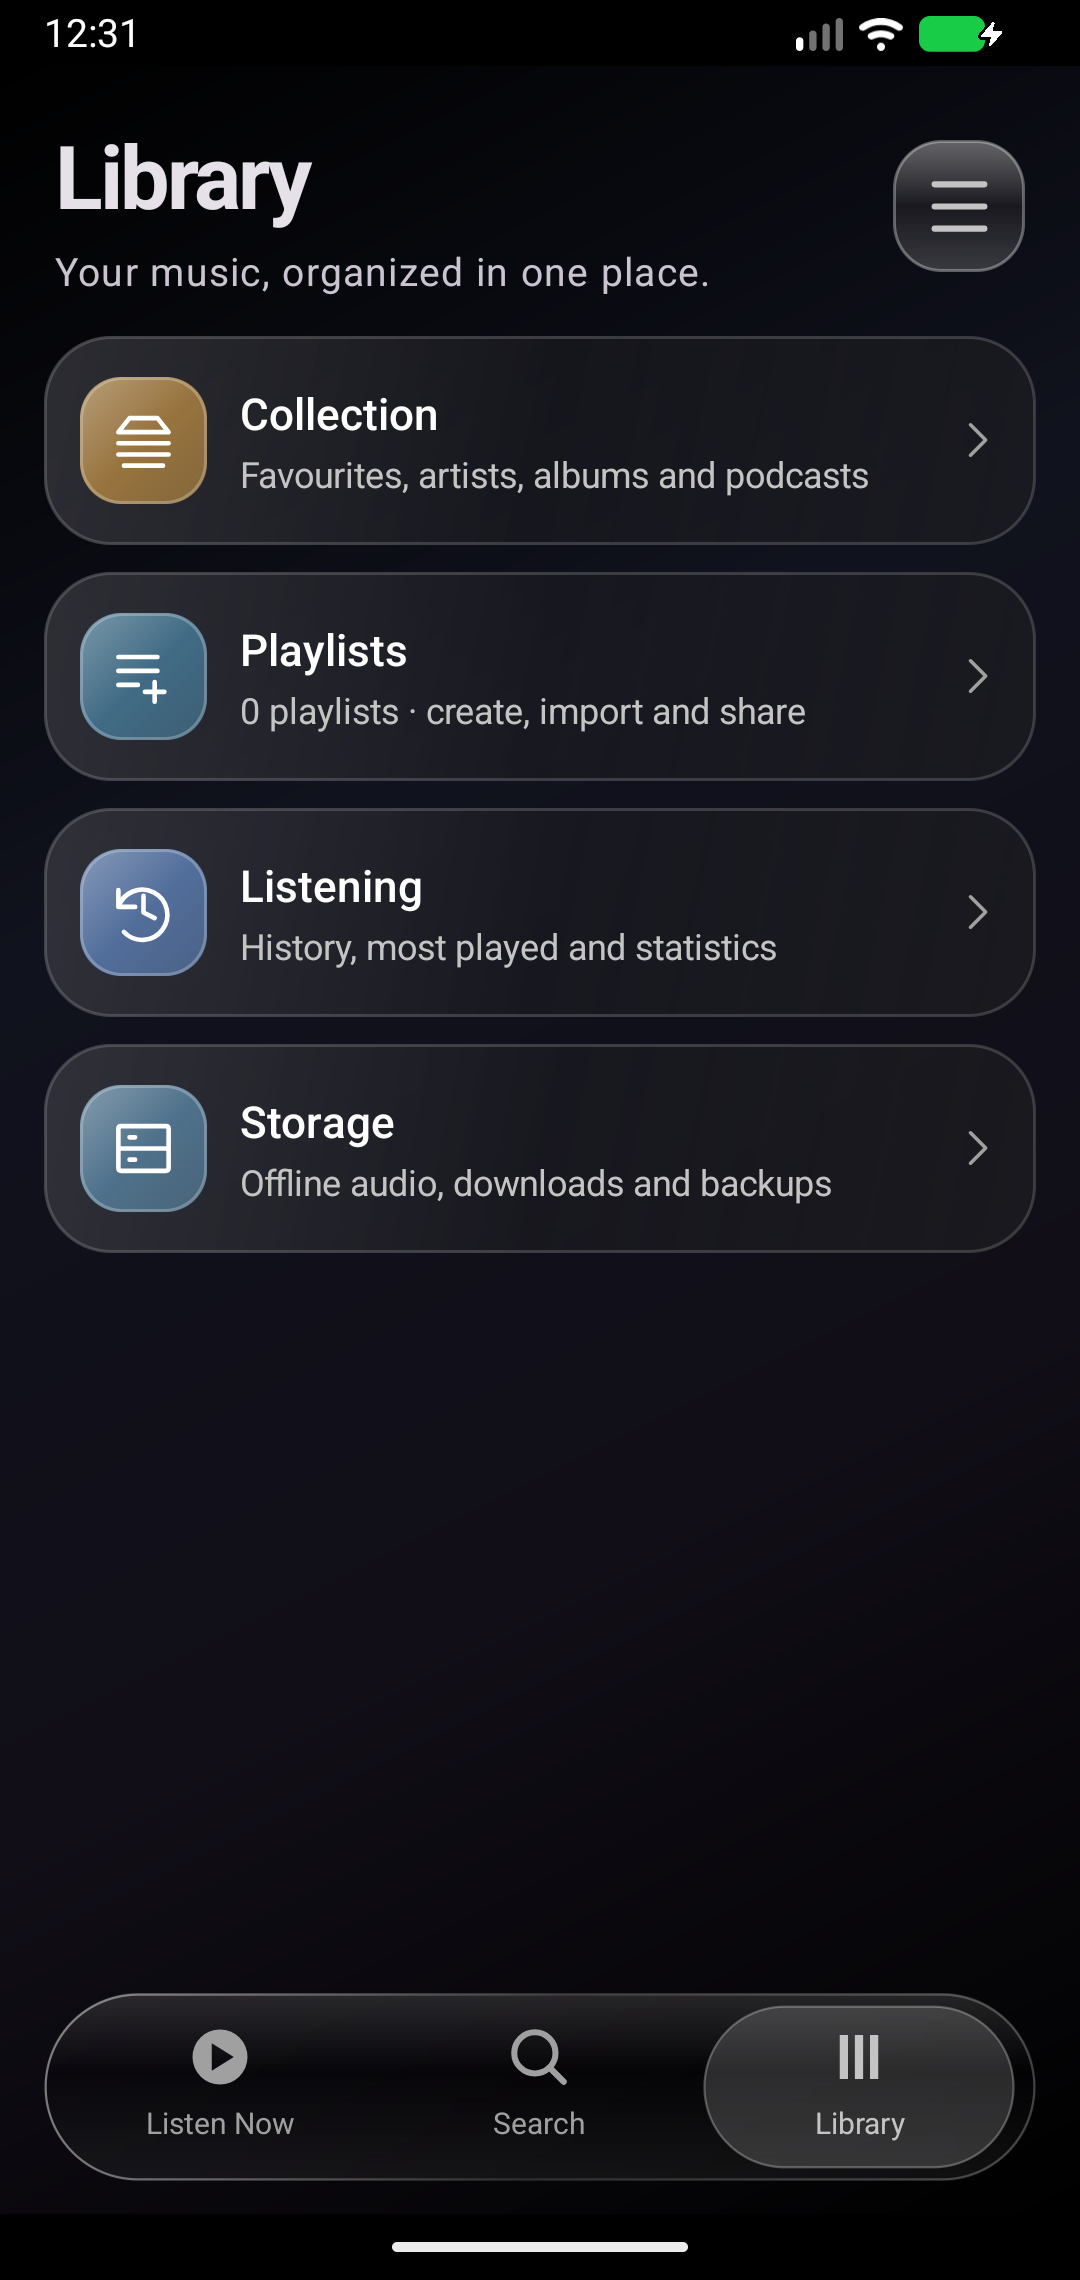 12:31
Library
Your music, organized in one place.
Collection
Favourites, artists, albums and podcasts
Playlists
0 playlists · create, import and share
Listening
History, most played and statistics
Storage
Offline audio, downloads and backups
Listen Now
Search
Library